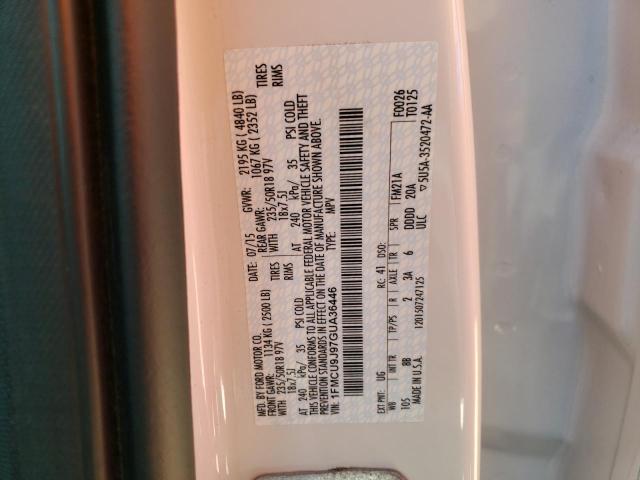 MFD. BY FORD MOTOR CO.
DATE: 07/15 GVWR: 2195 KG ( 4840 LB)
FRONT GAWR: 1134 KG (2500 LB) REAR GAWR: 1067 KG ( 2352 LB)
WITH 235/50R18 97V TIRES WITH 235/50R18 97V TIRES
18x7.5J RIMS 18x7.5J RIMS
AT 240 kPa/ 35 PSI COLD AT 240 kPa/ 35 PSI COLD
THIS VEHICLE CONFORMS TO ALL APPLICABLE FEDERAL MOTOR VEHICLE SAFETY AND THEFT
PREVENTION STANDARDS IN EFFECT ON THE DATE OF MANUFACTURE SHOWN ABOVE.
VIN: 1FMCU9J97GUA36446 TYPE: MPV
EXT PNT: UG RC: 41 DSO: F0026
WB INT TR TP/PS R AXLE TR SPR FM21A T0125
105 BB 2 3A 6 DDDD 20A
MADE IN U.S.A. 1201507247125 ULC ▽5U5A-3520472-AA